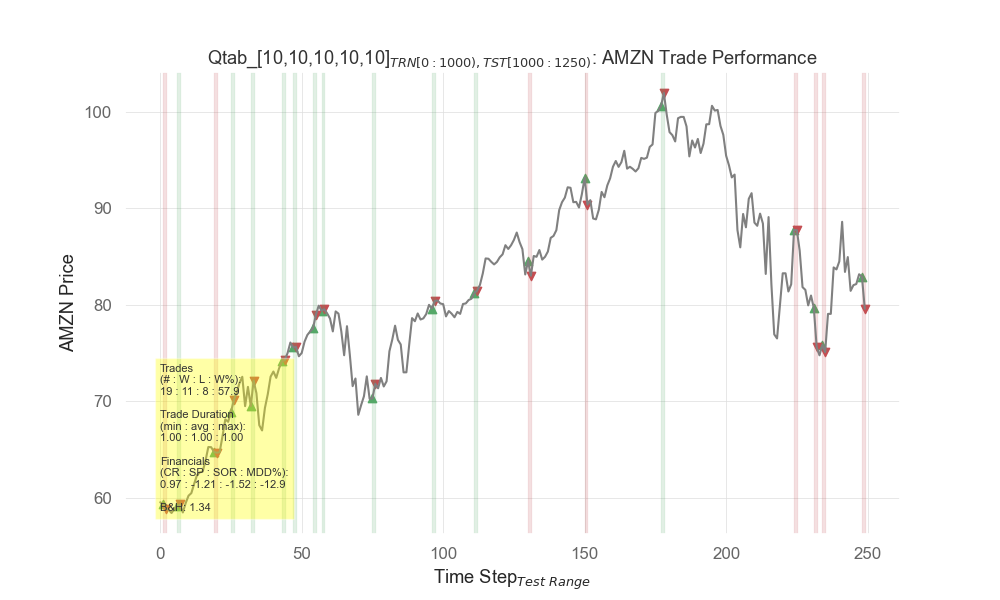 Qtab_[10,10,10,10,10]TRN[0:1000),TST[1000:1250): AMZN Trade Performance
AMZN Price
100
90
80
70
60
Trades
(# : W : L : W%):
19 : 11 : 8 : 57.9
Trade Duration
(min : avg : max):
1.00 : 1.00 : 1.00
Financials
(CR : SP : SOR : MDD%):
0.97 : -1.21 : -1.52 : -12.9
B&H: 1.34
0 50 100 150 200 250
Time Step Test Range